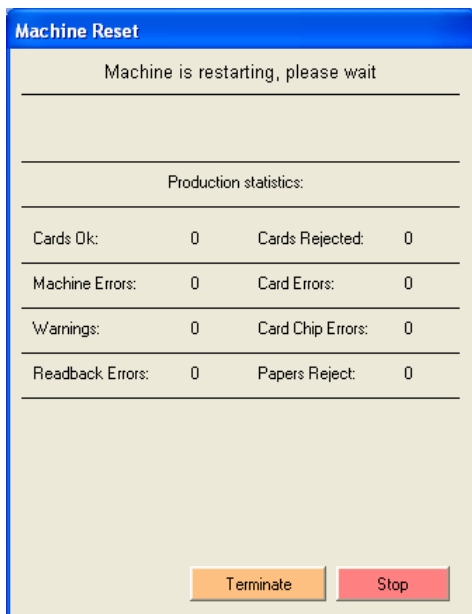 Machine Reset
Machine is restarting, please wait
Production statistics:
Cards Ok: 0 Cards Rejected: 0
Machine Errors: 0 Card Errors: 0
Warnings: 0 Card Chip Errors: 0
Readback Errors: 0 Papers Reject: 0
Terminate Stop